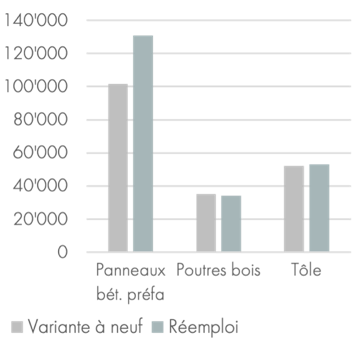 140'000
120'000
100'000
80'000
60'000
40'000
20'000
0
Panneaux bét. préfa
Poutres bois
Tôle
Variante à neuf
Réemploi